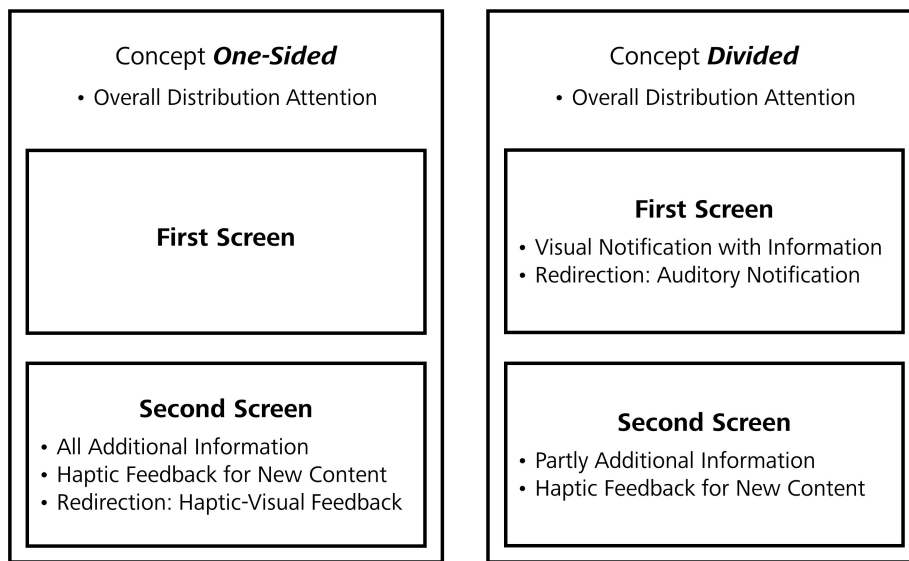 Concept One-Sided
• Overall Distribution Attention
First Screen
Second Screen
• All Additional Information
• Haptic Feedback for New Content
• Redirection: Haptic-Visual Feedback
Concept Divided
• Overall Distribution Attention
First Screen
• Visual Notification with Information
• Redirection: Auditory Notification
Second Screen
• Partly Additional Information
• Haptic Feedback for New Content